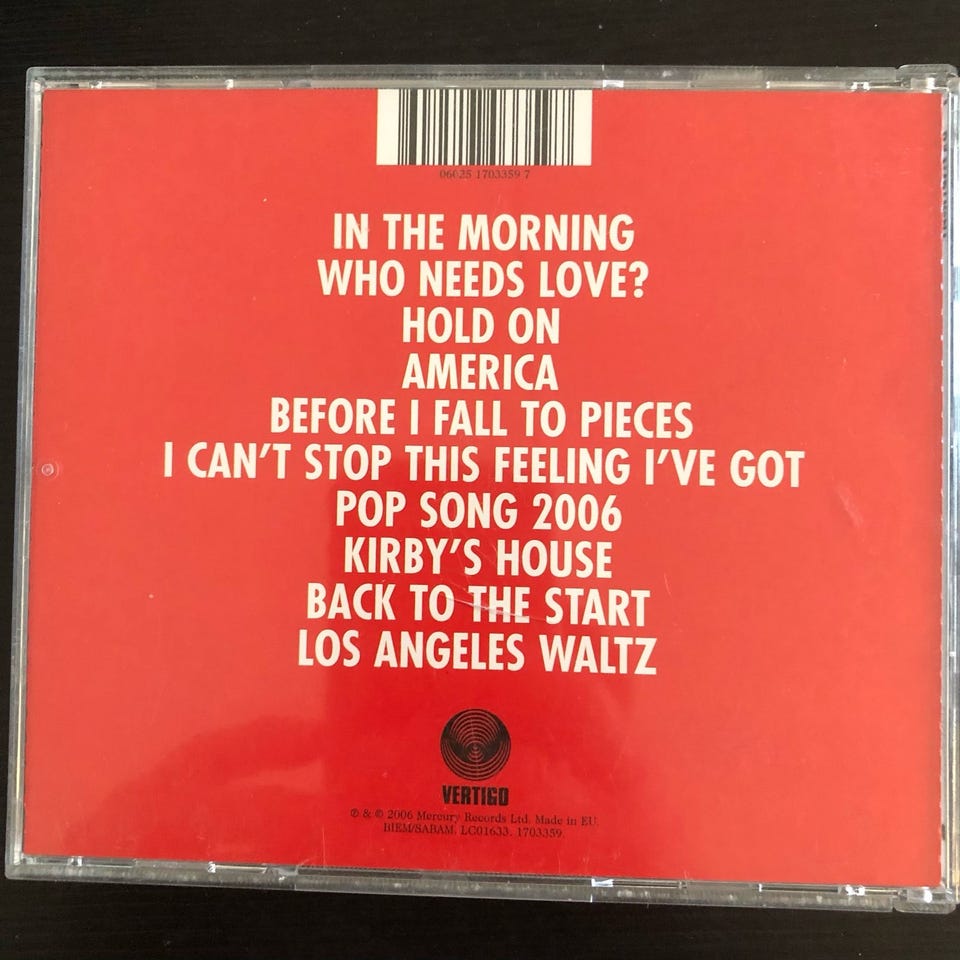 06025 1703359 7
IN THE MORNING
WHO NEEDS LOVE?
HOLD ON
AMERICA
BEFORE I FALL TO PIECES
I CAN'T STOP THIS FEELING I'VE GOT
POP SONG 2006
KIRBY'S HOUSE
BACK TO THE START
LOS ANGELES WALTZ
VERTIGO
℗ & © 2006 Mercury Records Ltd. Made in EU.
BIEM/SABAM. LC01633. 1703359.